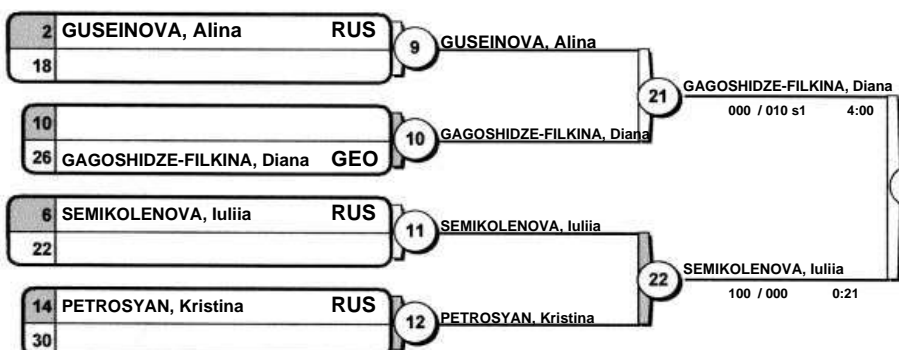 2 GUSEINOVA, Alina RUS
18
9 GUSEINOVA, Alina
10
26 GAGOSHIDZE-FILKINA, Diana GEO
10 GAGOSHIDZE-FILKINA, Diana
21 GAGOSHIDZE-FILKINA, Diana
000 / 010 s1 4:00
6 SEMIKOLENOVA, Iuliia RUS
22
11 SEMIKOLENOVA, Iuliia
14 PETROSYAN, Kristina RUS
30
12 PETROSYAN, Kristina
22 SEMIKOLENOVA, Iuliia
100 / 000 0:21